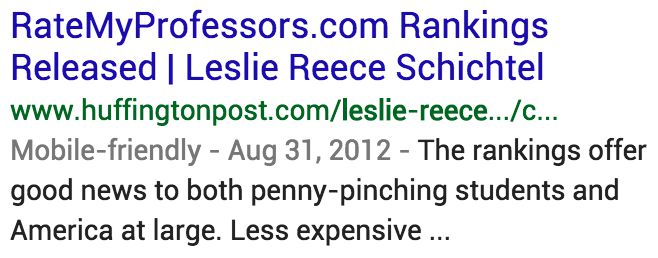 RateMyProfessors.com Rankings
Released | Leslie Reece Schichtel
www.huffingtonpost.com/leslie-reece.../c...
Mobile-friendly - Aug 31, 2012 - The rankings offer
good news to both penny-pinching students and
America at large. Less expensive ...